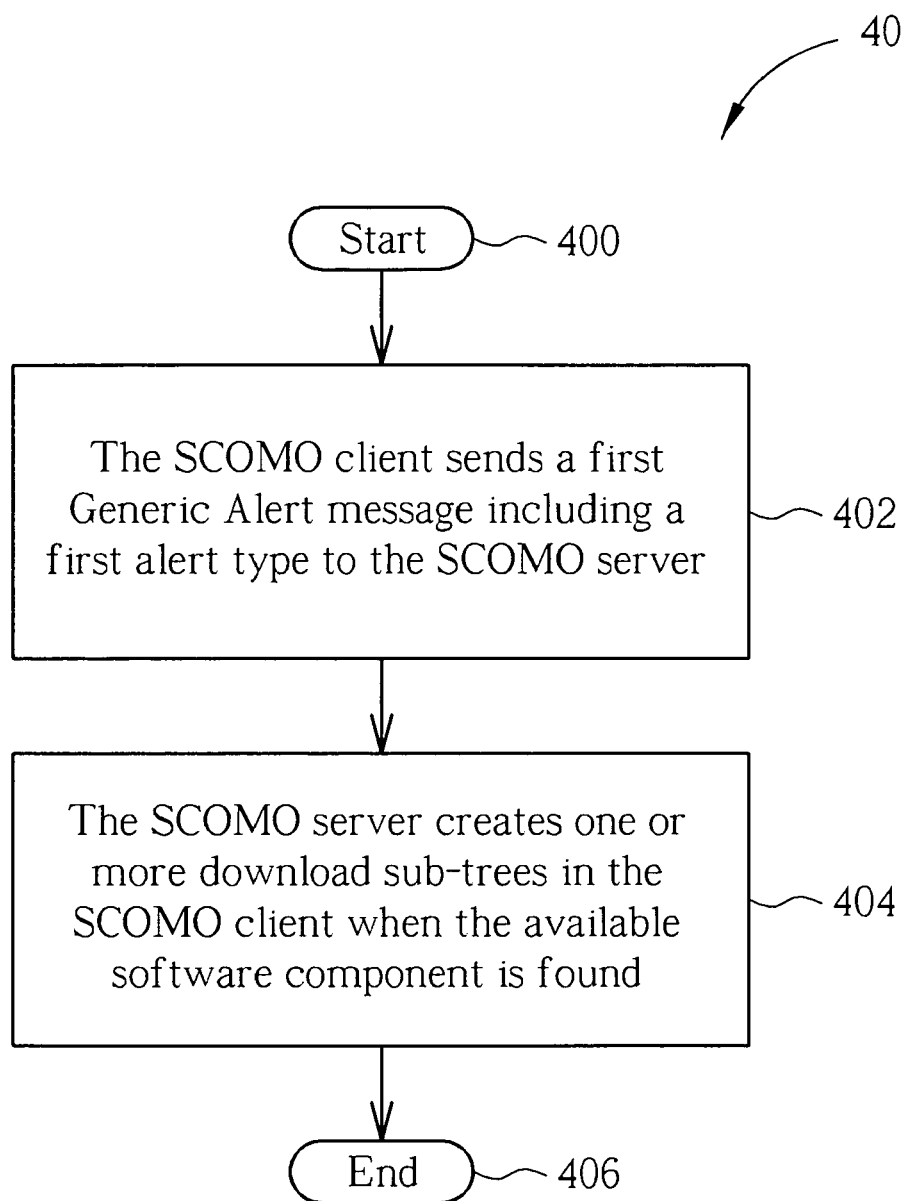 40
Start
400
The SCOMO client sends a first
Generic Alert message including a
first alert type to the SCOMO server
402
The SCOMO server creates one or
more download sub-trees in the
SCOMO client when the available
software component is found
404
End
406